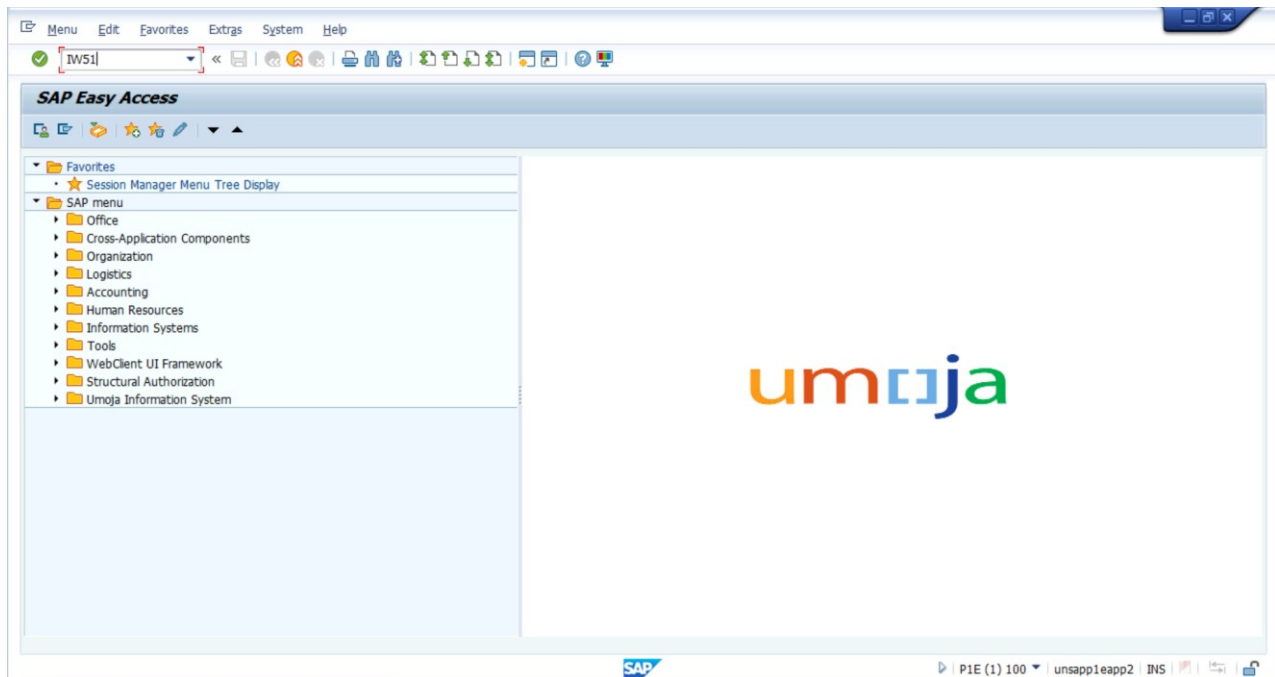 Menu Edit Favorites Extras System Help
IW51
SAP Easy Access
Favorites
Session Manager Menu Tree Display
SAP menu
Office
Cross-Application Components
Organization
Logistics
Accounting
Human Resources
Information Systems
Tools
WebClient UI Framework
Structural Authorization
Umoja Information System
umoja
SAP
P1E (1) 100 unsapp1eapp2 INS